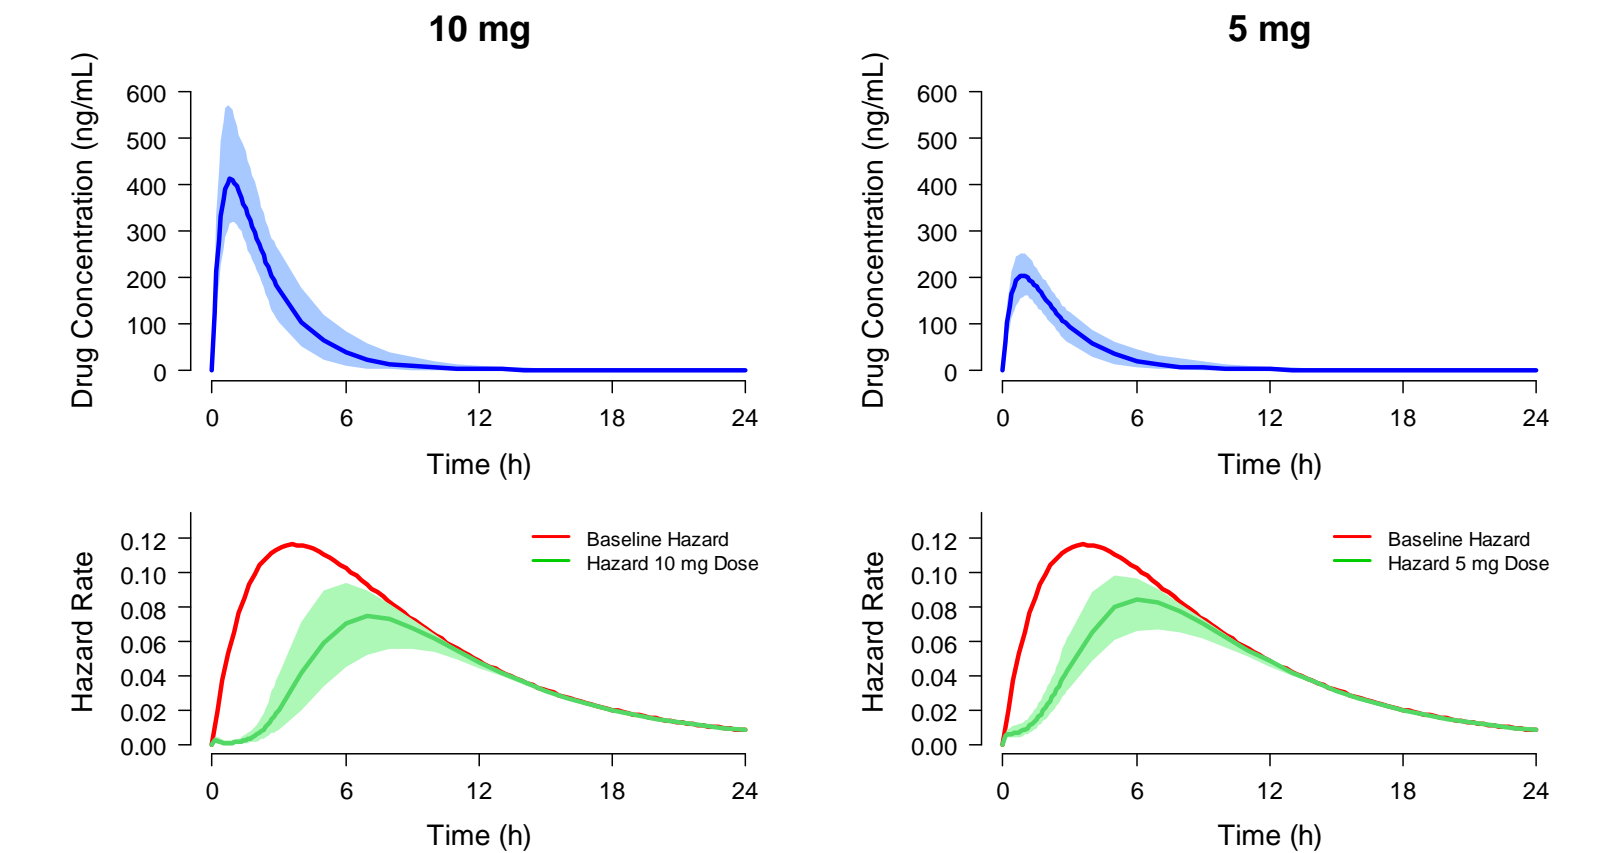 10 mg
5 mg
Drug Concentration (ng/mL)
600
500
400
300
200
100
0
0 6 12 18 24
Time (h)
Drug Concentration (ng/mL)
600
500
400
300
200
100
0
0 6 12 18 24
Time (h)
Hazard Rate
0.12
0.10
0.08
0.06
0.04
0.02
0.00
Baseline Hazard
Hazard 10 mg Dose
0 6 12 18 24
Time (h)
Hazard Rate
0.12
0.10
0.08
0.06
0.04
0.02
0.00
Baseline Hazard
Hazard 5 mg Dose
0 6 12 18 24
Time (h)